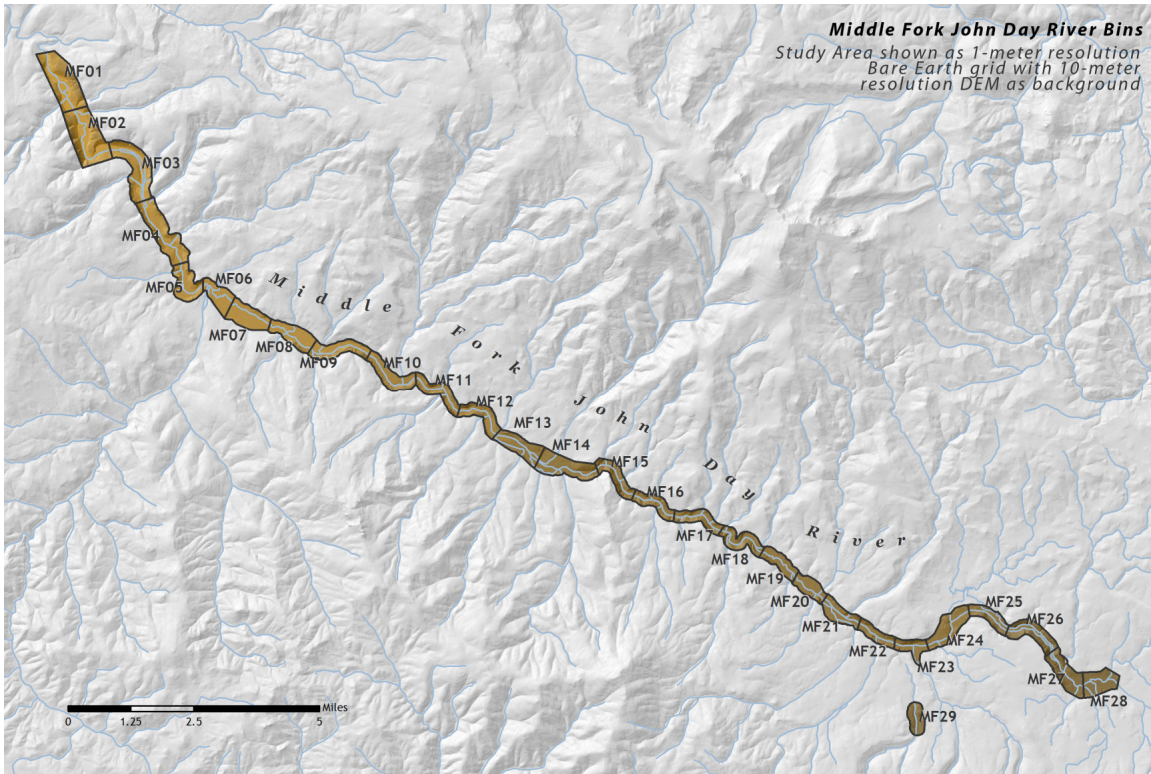 Middle Fork John Day River Bins
Study Area shown as 1-meter resolution
Bare Earth grid with 10-meter
resolution DEM as background
MF01
MF02
MF03
MF04
MF05
MF06
MF07
MF08
MF09
MF10
MF11
MF12
MF13
MF14
MF15
MF16
MF17
MF18
MF19
MF20
MF21
MF22
MF23
MF24
MF25
MF26
MF27
MF28
MF29
Middle Fork John Day River
Miles
0 1.25 2.5 5